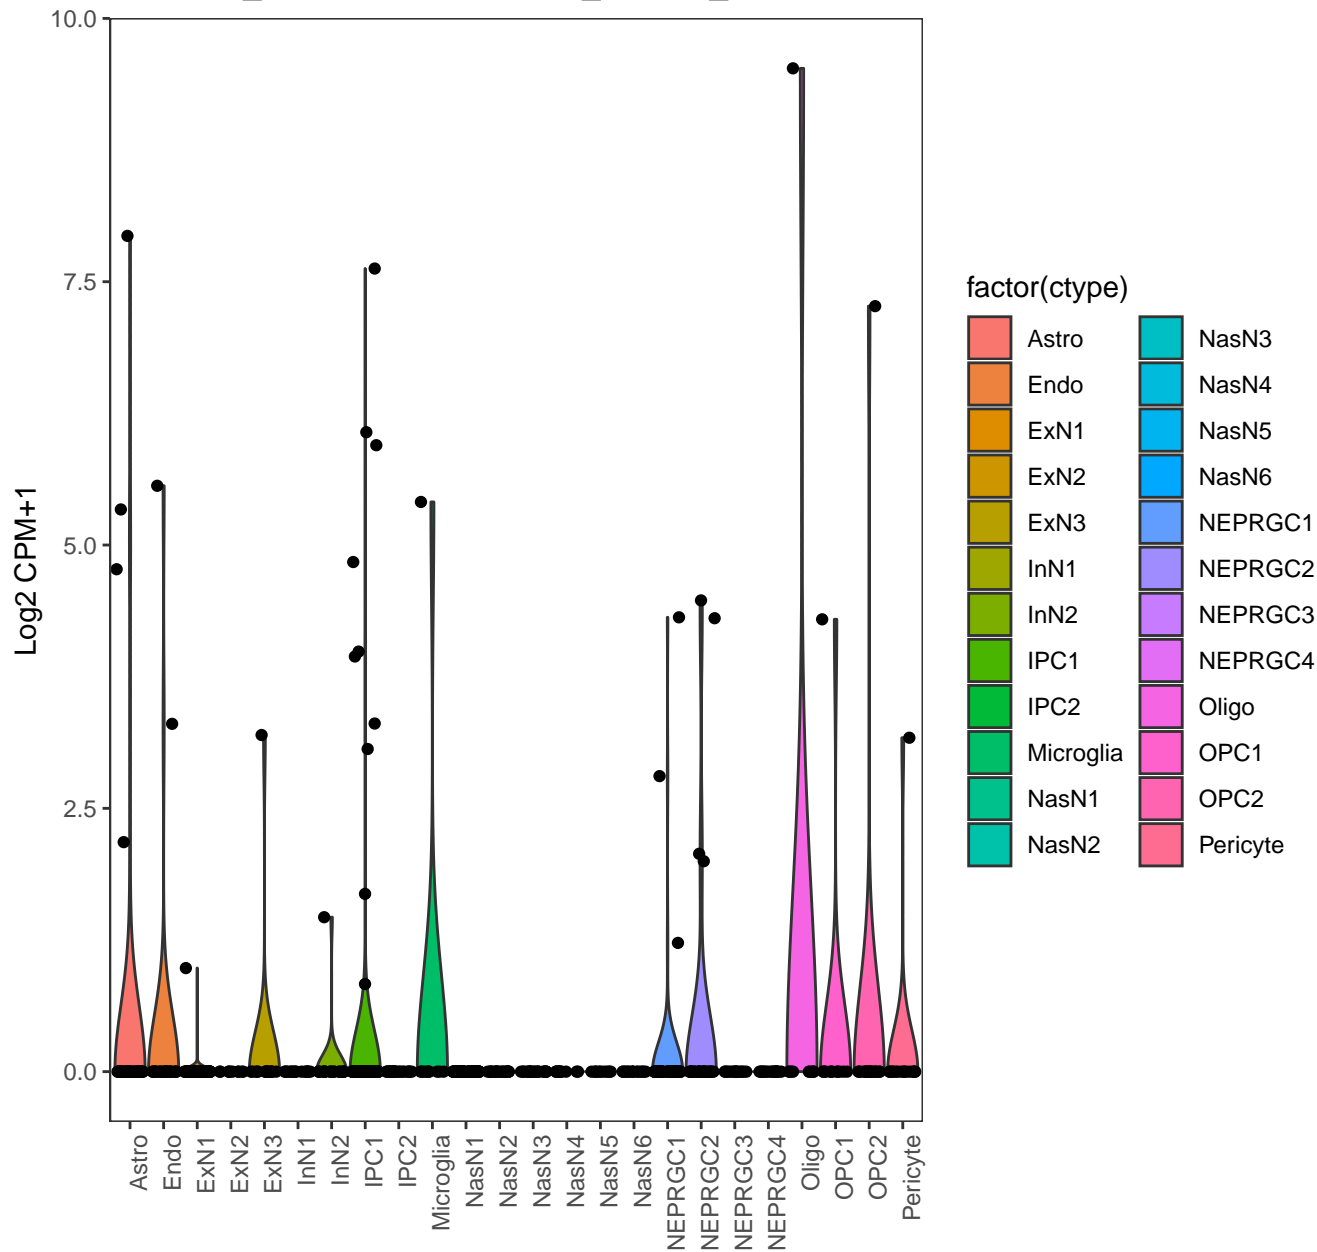 10.0
7.5
5.0
2.5
0.0
Log2 CPM+1
Astro
Endo
ExN1
ExN2
ExN3
InN1
InN2
IPC1
IPC2
Microglia
NasN1
NasN2
NasN3
NasN4
NasN5
NasN6
NEPRGC1
NEPRGC2
NEPRGC3
NEPRGC4
Oligo
OPC1
OPC2
Pericyte
factor(ctype)
Astro
Endo
ExN1
ExN2
ExN3
InN1
InN2
IPC1
IPC2
Microglia
NasN1
NasN2
NasN3
NasN4
NasN5
NasN6
NEPRGC1
NEPRGC2
NEPRGC3
NEPRGC4
Oligo
OPC1
OPC2
Pericyte